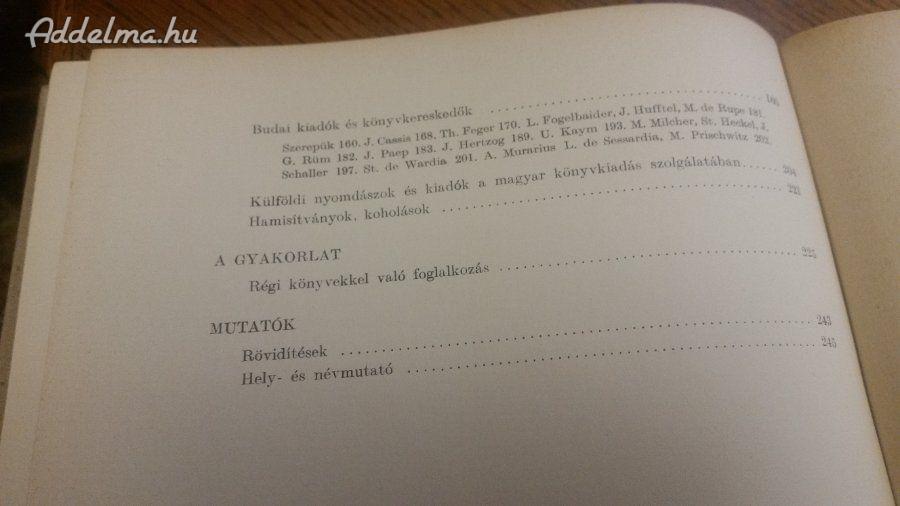 Addelma.hu
Budai kiadók és könyvkereskedők
Szerepük 160. J. Cassis 168. Th. Feger 170. L. Fogelbaider, J. Hufftel, M. de Rupe 181.
G. Rüm 182. J. Paep 183. J. Hertzog 189. U. Kaym 193. M. Milcher, St. Heckel, J.
Schaller 197. St. de Wardia 201. A. Murarius L. de Sessardia, M. Prischwitz 202.
Külföldi nyomdászok és kiadók a magyar könyvkiadás szolgálatában 204
Hamisítványok, koholások 221
A GYAKORLAT
Régi könyvekkel való foglalkozás
MUTATÓK
Rövidítések 243
Hely- és névmutató 245